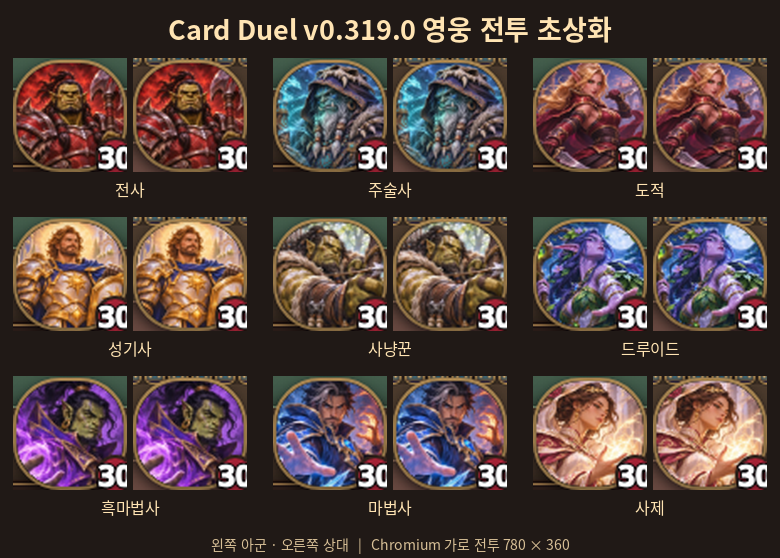 Card Duel v0.319.0 영웅 전투 초상화
30 30 30 30 30 30
전사 주술사 도적
30 30 30 30 30 30
성기사 사냥꾼 드루이드
30 30 30 30 30 30
흑마법사 마법사 사제
왼쪽 아군 · 오른쪽 상대 | Chromium 가로 전투 780 × 360